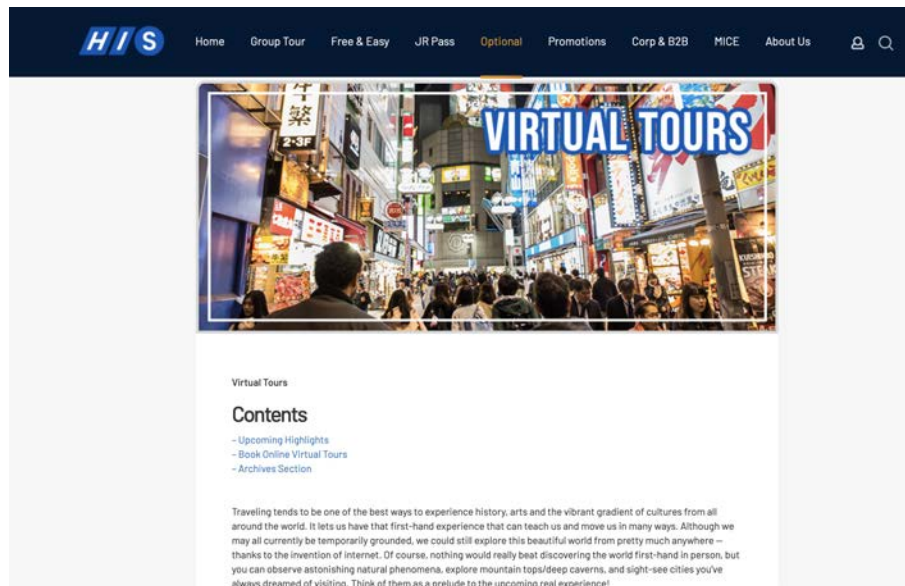 HIS
Home Group Tour Free & Easy JR Pass Optional Promotions Corp & B2B MICE About Us
VIRTUAL TOURS
繁
2・3F
STEAK
Virtual Tours
Contents
– Upcoming Highlights
– Book Online Virtual Tours
– Archives Section
Traveling tends to be one of the best ways to experience history, arts and the vibrant gradient of cultures from all
around the world. It lets us have that first-hand experience that can teach us and move us in many ways. Although we
may all currently be temporarily grounded, we could still explore this beautiful world from pretty much anywhere –
thanks to the invention of internet. Of course, nothing would really beat discovering the world first-hand in person, but
you can observe astonishing natural phenomena, explore mountain tops/deep caverns, and sight-see cities you've
always dreamed of visiting. Think of them as a prelude to the upcoming real experience!